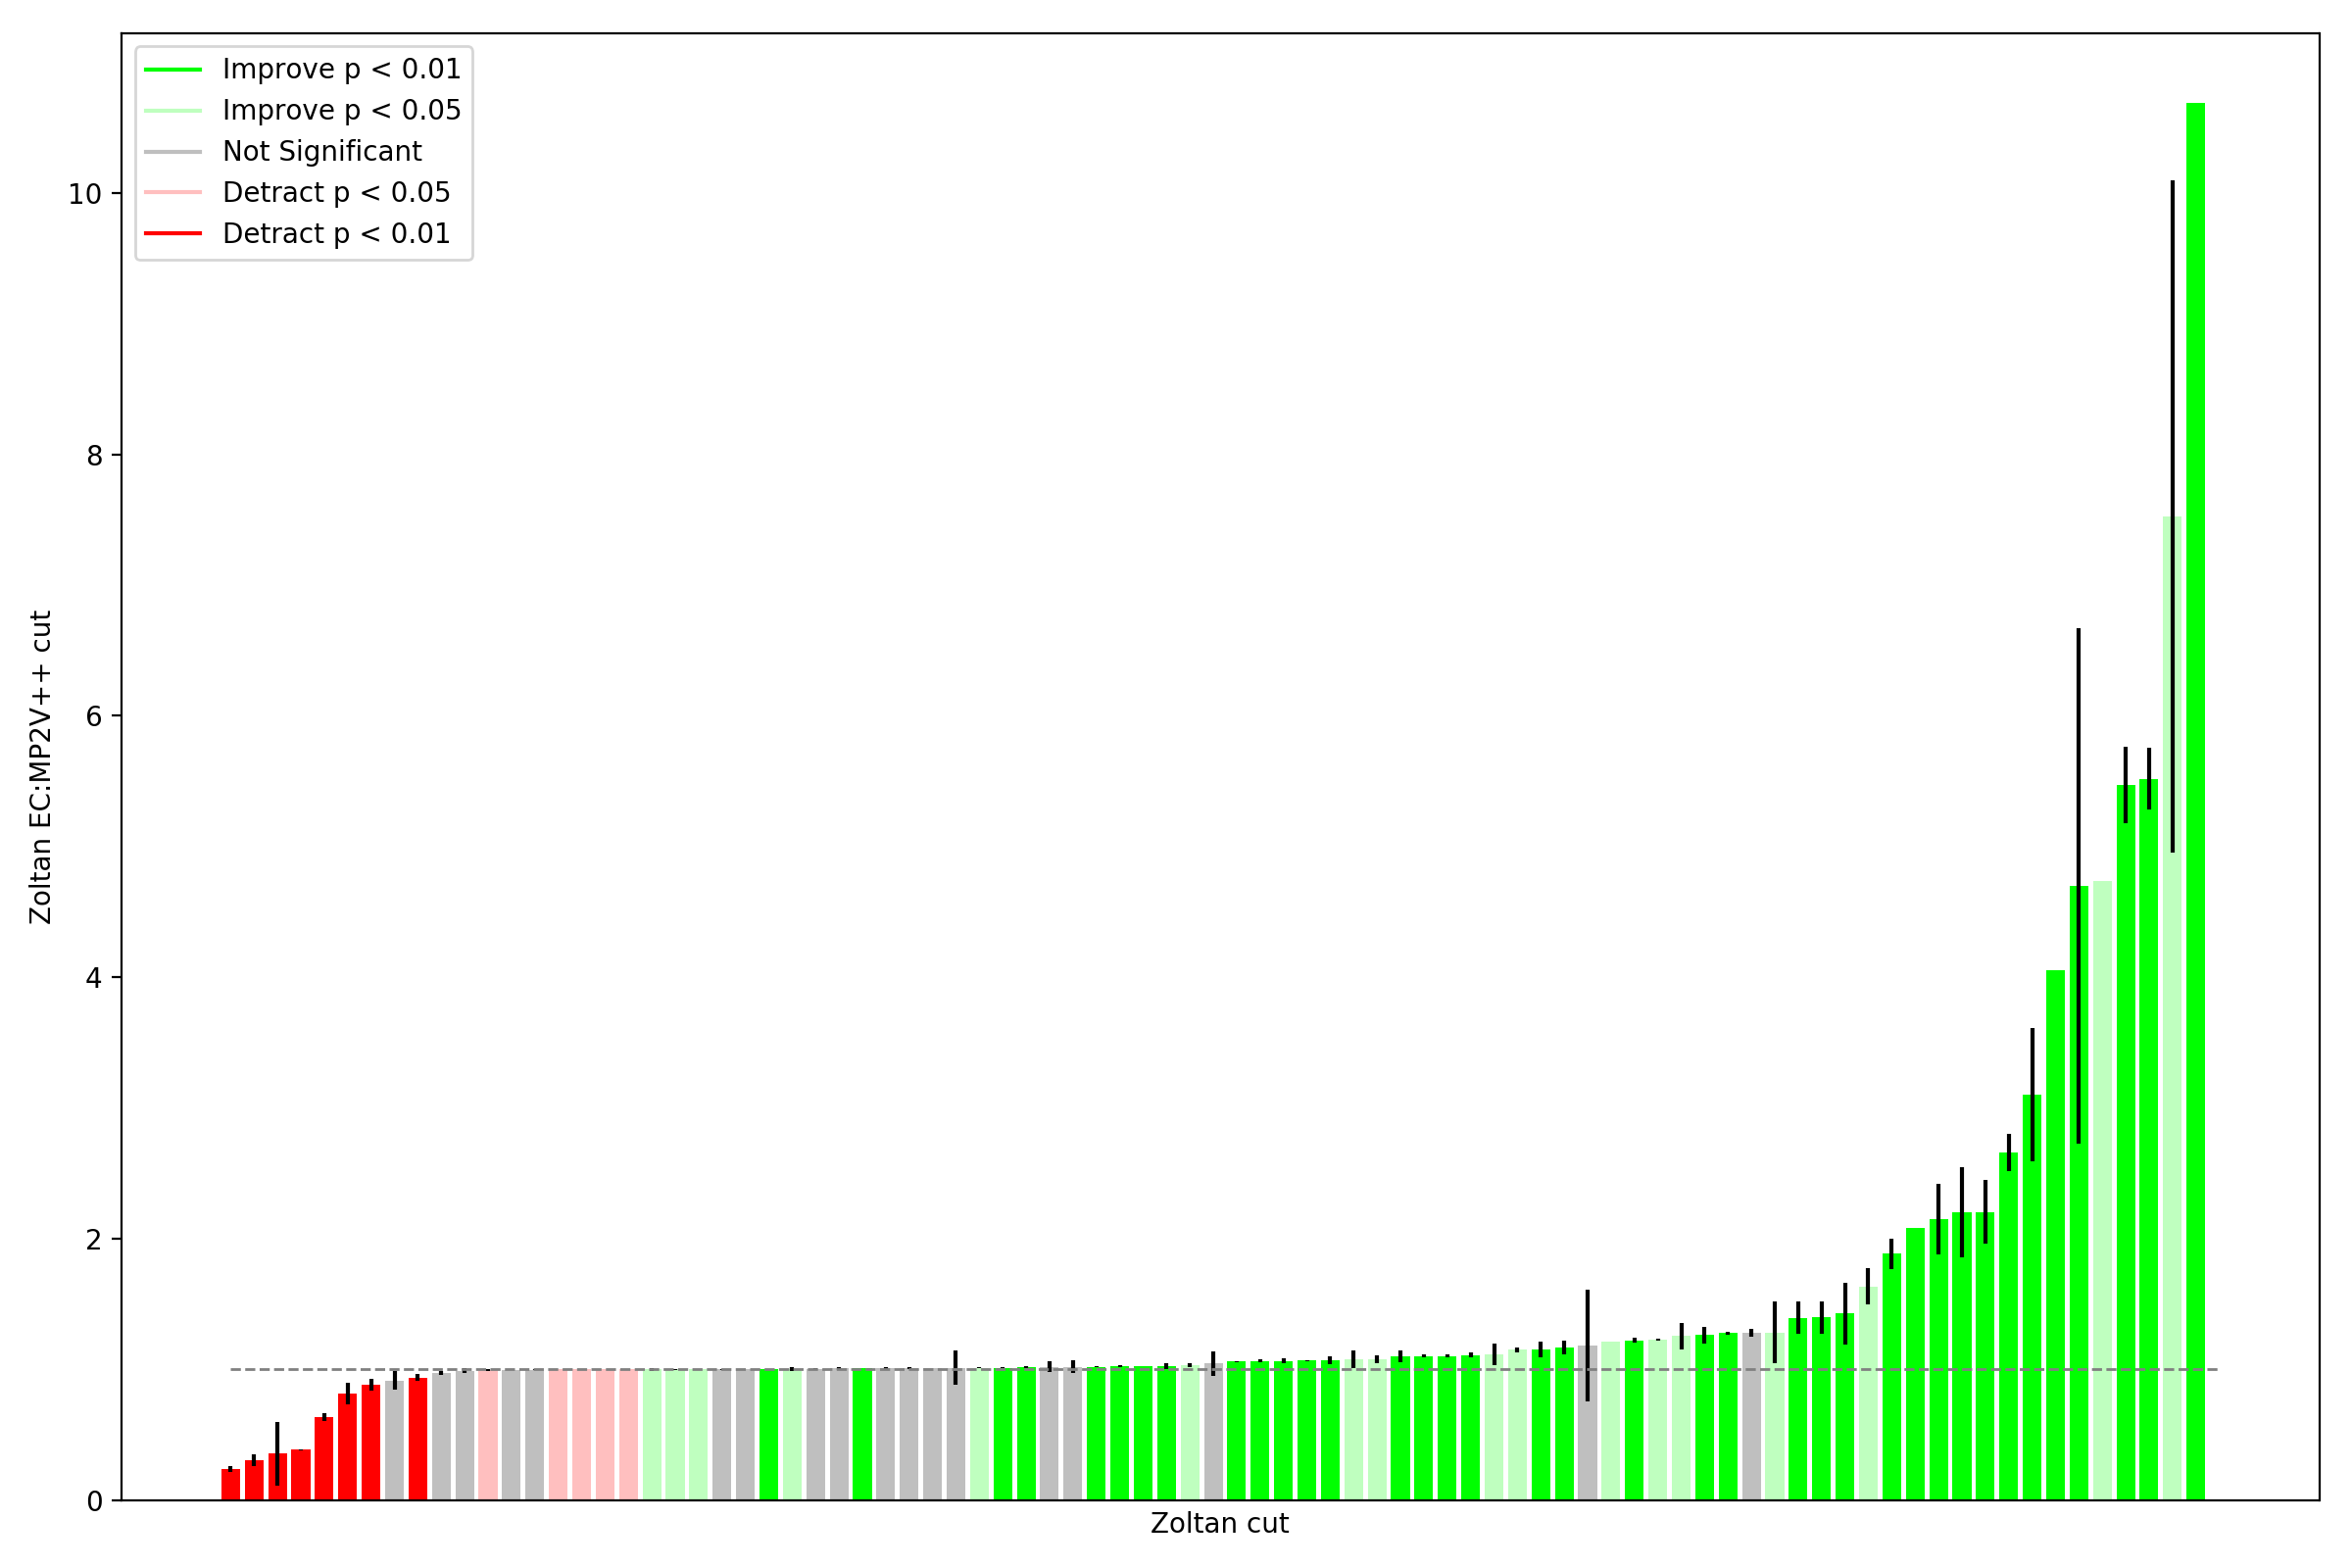 Improve p < 0.01
Improve p < 0.05
Not Significant
Detract p < 0.05
Detract p < 0.01
10
8
6
4
2
0
Zoltan EC:MP2V++ cut
Zoltan cut